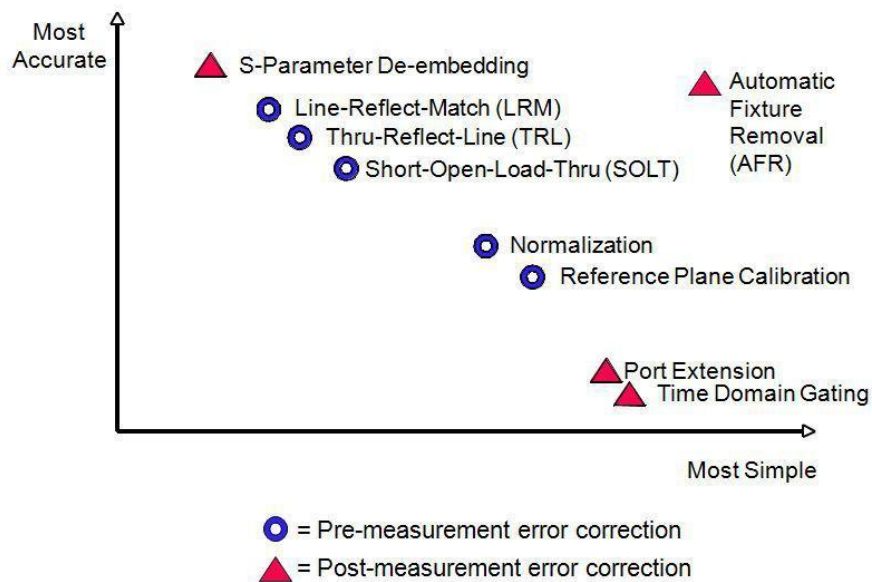 Most
Accurate
S-Parameter De-embedding
Automatic
Fixture
Removal
(AFR)
Line-Reflect-Match (LRM)
Thru-Reflect-Line (TRL)
Short-Open-Load-Thru (SOLT)
Normalization
Reference Plane Calibration
Port Extension
Time Domain Gating
Most Simple
= Pre-measurement error correction
= Post-measurement error correction